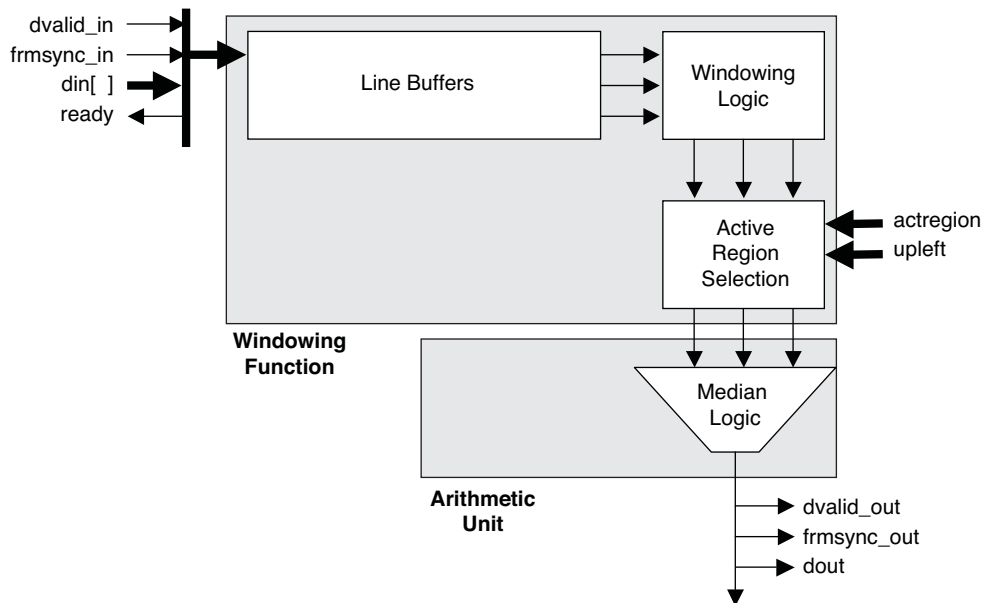 dvalid_in
frmsync_in
din[ ]
ready
Line Buffers
Windowing
Logic
Active
Region
Selection
actregion
upleft
Windowing
Function
Median
Logic
Arithmetic
Unit
dvalid_out
frmsync_out
dout